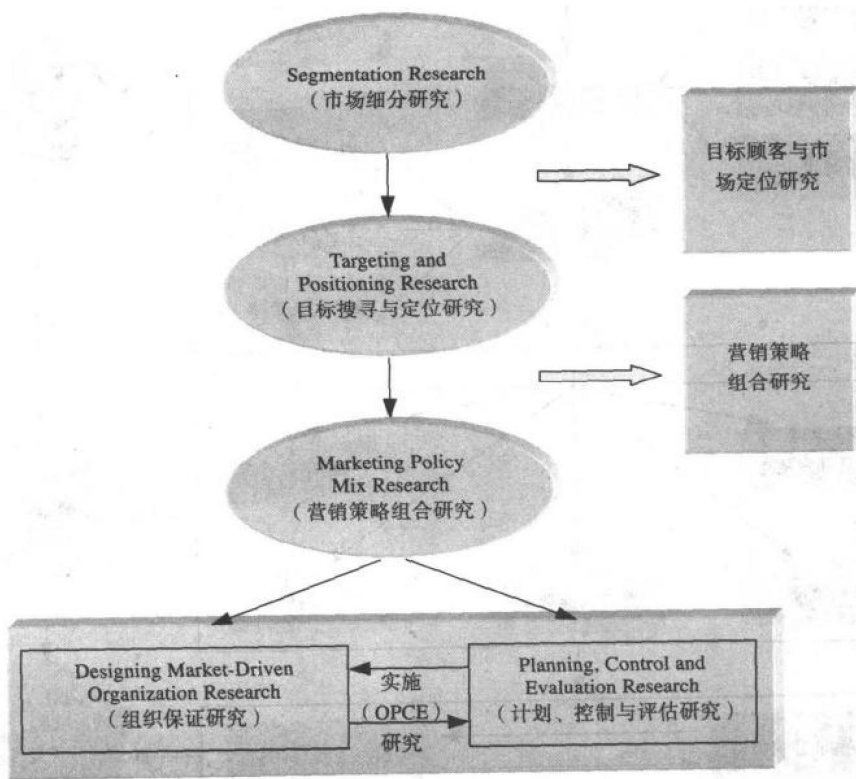 Segmentation Research
（市场细分研究）
目标顾客与市
场定位研究
Targeting and
Positioning Research
（目标搜寻与定位研究）
营销策略
组合研究
Marketing Policy
Mix Research
（营销策略组合研究）
Designing Market-Driven
Organization Research
（组织保证研究）
实施
（OPCE）
研究
Planning, Control and
Evaluation Research
（计划、控制与评估研究）